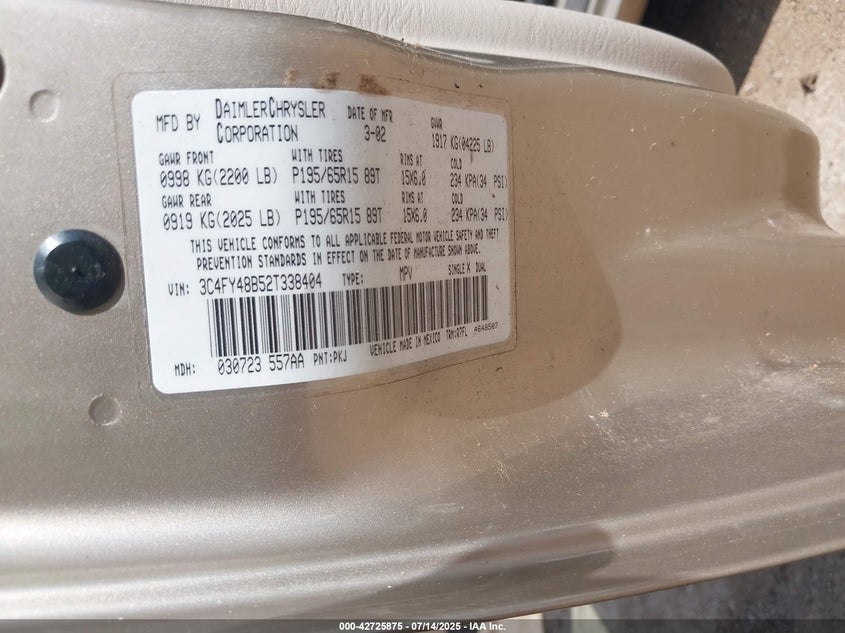 MFD BY DAIMLERCHRYSLER CORPORATION DATE OF MFR 3-02 GVWR 1917 KG(04225 LB)
GAWR FRONT WITH TIRES RIMS AT COLD
0998 KG(2200 LB) P195/65R15 89T 15X6.0 234 KPA(34 PSI)
GAWR REAR WITH TIRES RIMS AT COLD
0919 KG(2025 LB) P195/65R15 89T 15X6.0 234 KPA(34 PSI)
THIS VEHICLE CONFORMS TO ALL APPLICABLE FEDERAL MOTOR VEHICLE SAFETY AND THEFT
PREVENTION STANDARDS IN EFFECT ON THE DATE OF MANUFACTURE SHOWN ABOVE.
VIN: 3C4FY48B52T338404 TYPE: MPV SINGLE X DUAL
MDH: 030723 557AA PNT:PKJ VEHICLE MADE IN MEXICO TRM:R7FL 4648507
000-42725875 / 07/14/2025 - IAA Inc.